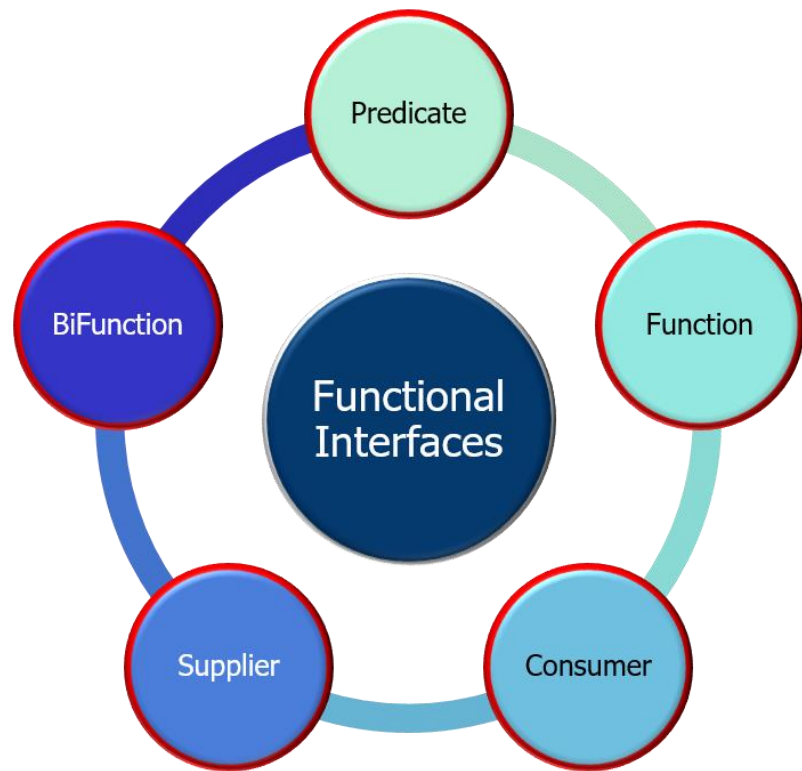 Predicate
BiFunction
Function
Functional
Interfaces
Supplier
Consumer